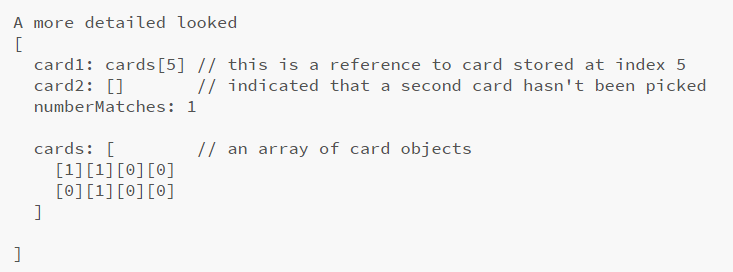 A more detailed looked
[
  card1: cards[5] // this is a reference to card stored at index 5
  card2: []       // indicated that a second card hasn't been picked
  numberMatches: 1

  cards: [        // an array of card objects
    [1][1][0][0]
    [0][1][0][0]
  ]

]